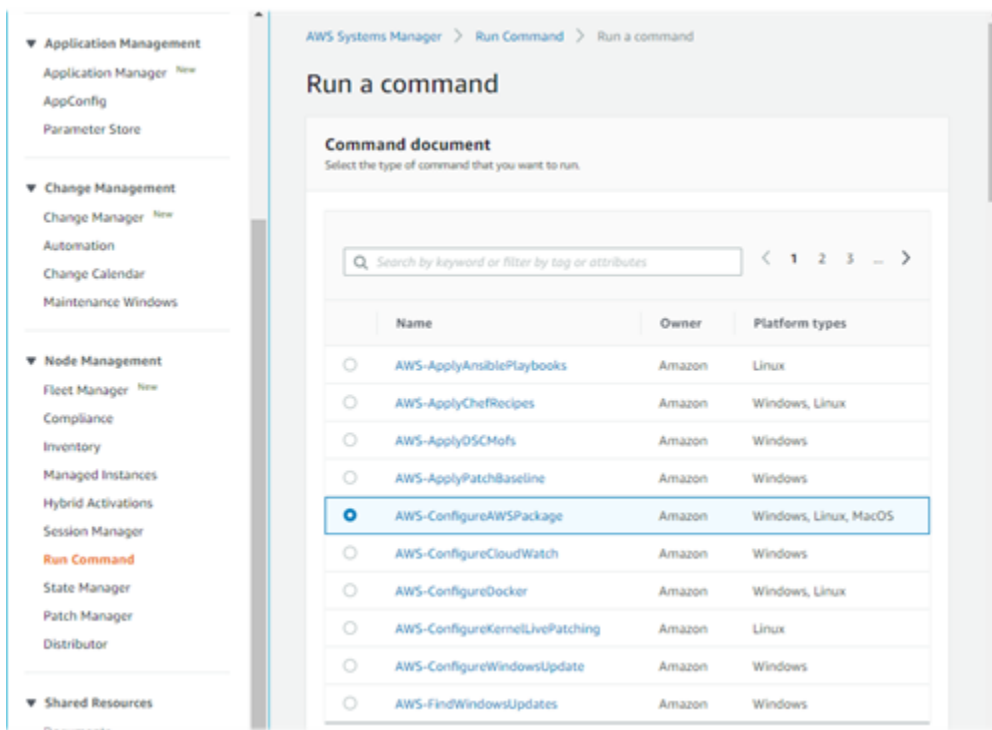 Application Management
Application Manager New
AppConfig
Parameter Store
Change Management
Change Manager New
Automation
Change Calendar
Maintenance Windows
Node Management
Fleet Manager New
Compliance
Inventory
Managed Instances
Hybrid Activations
Session Manager
Run Command
State Manager
Patch Manager
Distributor
Shared Resources
AWS Systems Manager > Run Command > Run a command
Run a command
Command document
Select the type of command that you want to run.
Search by keyword or filter by tag or attributes
< 1 2 3 ... >
Name Owner Platform types
AWS-ApplyAnsiblePlaybooks Amazon Linux
AWS-ApplyChefRecipes Amazon Windows, Linux
AWS-ApplyDSCMofs Amazon Windows
AWS-ApplyPatchBaseline Amazon Windows
AWS-ConfigureAWSPackage Amazon Windows, Linux, MacOS
AWS-ConfigureCloudWatch Amazon Windows
AWS-ConfigureDocker Amazon Windows, Linux
AWS-ConfigureKernelLivePatching Amazon Linux
AWS-ConfigureWindowsUpdate Amazon Windows
AWS-FindWindowsUpdates Amazon Windows